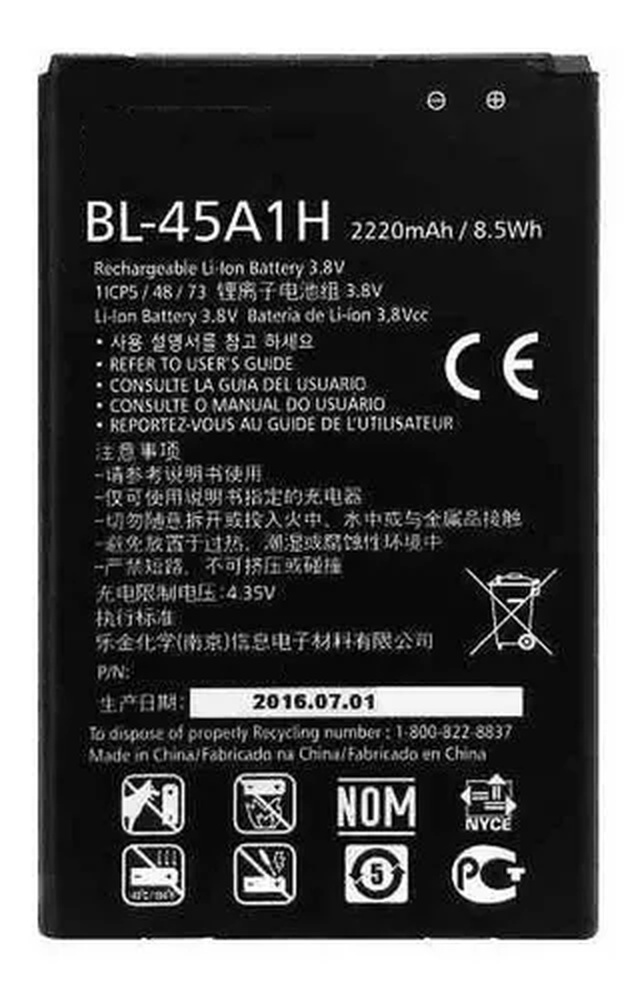 ⊖ ⊕
BL-45A1H 2220mAh / 8.5Wh
Rechargeable Li-Ion Battery 3.8V
1ICP5 / 48 / 73 锂离子电池组 3.8V
Li-Ion Battery 3.8V Bateria de Li-ion 3,8Vcc
• 사용 설명서를 참고 하세요
• REFER TO USER'S GUIDE
• CONSULTE LA GUIA DEL USUARIO
• CONSULTE O MANUAL DO USUARIO
• REPORTEZ-VOUS AU GUIDE DE L'UTILISATEUR
CE
注意事项
-请参考说明书使用
-仅可使用说明书指定的充电器
-切勿随意拆开或投入火中、水中或与金属品接触
-避免放置于过热、潮湿或腐蚀性环境中
-严禁短路, 不可挤压或碰撞
充电限制电压:4.35V
执行标准
乐金化学(南京)信息电子材料有限公司
P/N:
生产日期: 2016.07.01
To dispose of properly Recycling number : 1-800-822-8837
Made in China/Fabricado na China/Fabricado en China
NOM
NYCE
5